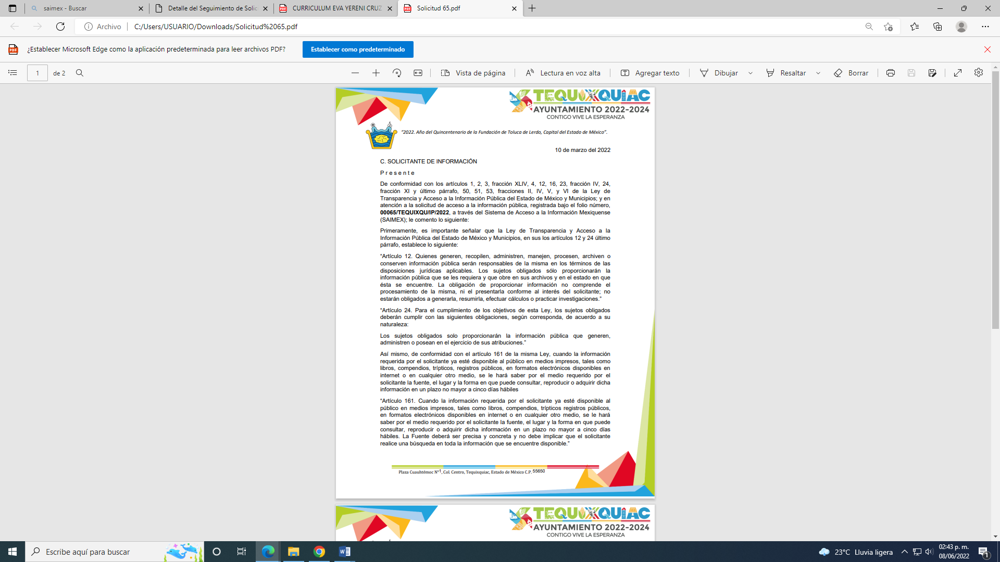 saimex - Buscar
Detalle del Seguimiento de Solic
CURRICULUM EVA YERENI CRUZ
Solicitud 65.pdf
Archivo
C:/Users/USUARIO/Downloads/Solicitud%2065.pdf
¿Establecer Microsoft Edge como la aplicación predeterminada para leer archivos PDF?
Establecer como predeterminado
1 de 2
Vista de página
Lectura en voz alta
Agregar texto
Dibujar
Resaltar
Borrar
TEQUIXQUIAC
AYUNTAMIENTO 2022-2024
CONTIGO VIVE LA ESPERANZA
“2022. Año del Quincentenario de la Fundación de Toluca de Lerdo, Capital del Estado de México”.
10 de marzo del 2022
C. SOLICITANTE DE INFORMACIÓN
P r e s e n t e
De conformidad con los artículos 1, 2, 3, fracción XLIV, 4, 12, 16, 23, fracción IV, 24,
fracción XI y último párrafo, 50, 51, 53, fracciones II, IV, V, y VI de la Ley de
Transparencia y Acceso a la Información Pública del Estado de México y Municipios; y en
atención a la solicitud de acceso a la información pública, registrada bajo el folio número,
00065/TEQUIXQU/IP/2022, a través del Sistema de Acceso a la Información Mexiquense
(SAIMEX); le comento lo siguiente:
Primeramente, es importante señalar que la Ley de Transparencia y Acceso a la
Información Pública del Estado de México y Municipios, en sus los artículos 12 y 24 último
párrafo, establece lo siguiente:
“Artículo 12. Quienes generen, recopilen, administren, manejen, procesen, archiven o
conserven información pública serán responsables de la misma en los términos de las
disposiciones jurídicas aplicables. Los sujetos obligados sólo proporcionarán la
información pública que se les requiera y que obre en sus archivos y en el estado en que
ésta se encuentre. La obligación de proporcionar información no comprende el
procesamiento de la misma, ni el presentarla conforme al interés del solicitante; no
estarán obligados a generarla, resumirla, efectuar cálculos o practicar investigaciones.”
“Artículo 24. Para el cumplimiento de los objetivos de esta Ley, los sujetos obligados
deberán cumplir con las siguientes obligaciones, según corresponda, de acuerdo a su
naturaleza:
Los sujetos obligados solo proporcionarán la información pública que generen,
administren o posean en el ejercicio de sus atribuciones.”
Así mismo, de conformidad con el artículo 161 de la misma Ley, cuando la información
requerida por el solicitante ya esté disponible al público en medios impresos, tales como
libros, compendios, trípticos, registros públicos, en formatos electrónicos disponibles en
internet o en cualquier otro medio, se le hará saber por el medio requerido por el
solicitante la fuente, el lugar y la forma en que puede consultar, reproducir o adquirir dicha
información en un plazo no mayor a cinco días hábiles
“Artículo 161. Cuando la información requerida por el solicitante ya esté disponible al
público en medios impresos, tales como libros, compendios, trípticos registros públicos,
en formatos electrónicos disponibles en internet o en cualquier otro medio, se le hará
saber por el medio requerido por el solicitante la fuente, el lugar y la forma en que puede
consultar, reproducir o adquirir dicha información en un plazo no mayor a cinco días
hábiles. La Fuente deberá ser precisa y concreta y no debe implicar que el solicitante
realice una búsqueda en toda la información que se encuentre disponible.”
Plaza Cuauhtémoc N°1, Col. Centro, Tequixquiac, Estado de México C.P. 55650
TEQUIXQUIAC
AYUNTAMIENTO 2022-2024
CONTIGO VIVE LA ESPERANZA
Escribe aquí para buscar
23°C Lluvia ligera
02:43 p. m.
08/06/2022
1